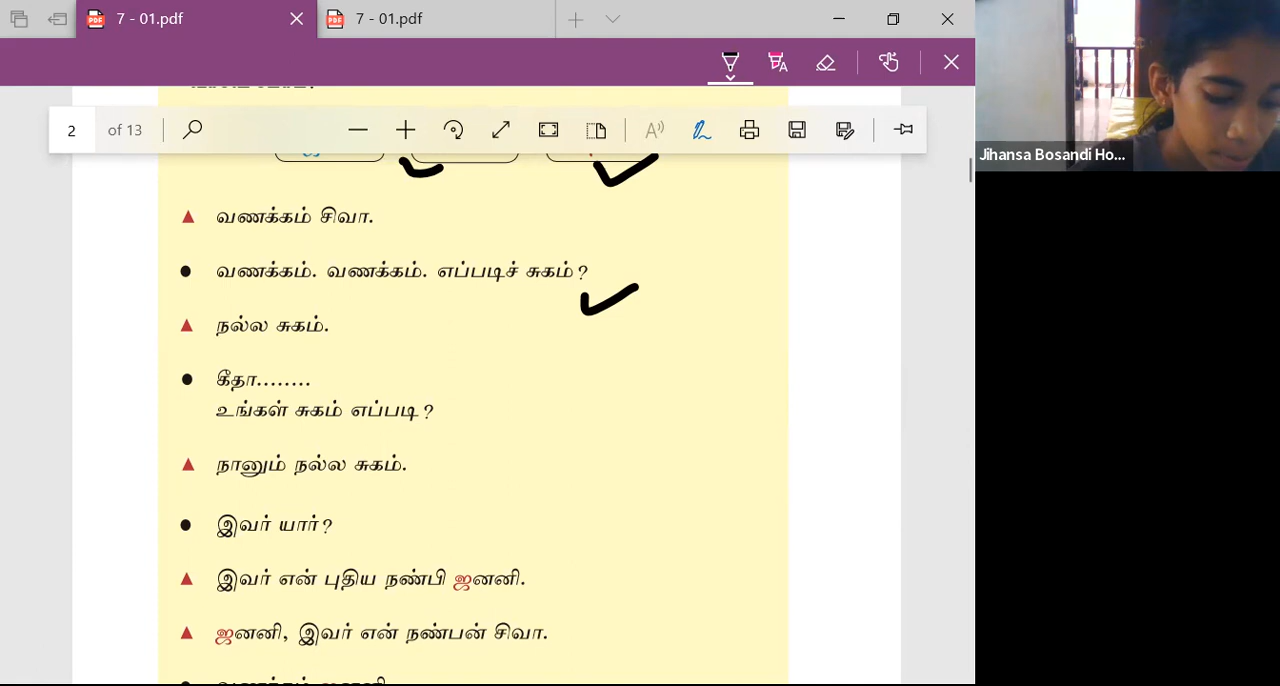 7 - 01.pdf
7 - 01.pdf
2 of 13
Jihansa Bosandi Ho...
வணக்கம் சிவா.
வணக்கம். வணக்கம். எப்படிச் சுகம்?
நல்ல சுகம்.
கீதா........
உங்கள் சுகம் எப்படி?
நானும் நல்ல சுகம்.
இவர் யார்?
இவர் என் புதிய நண்பி ஜனனி.
ஜனனி, இவர் என் நண்பன் சிவா.